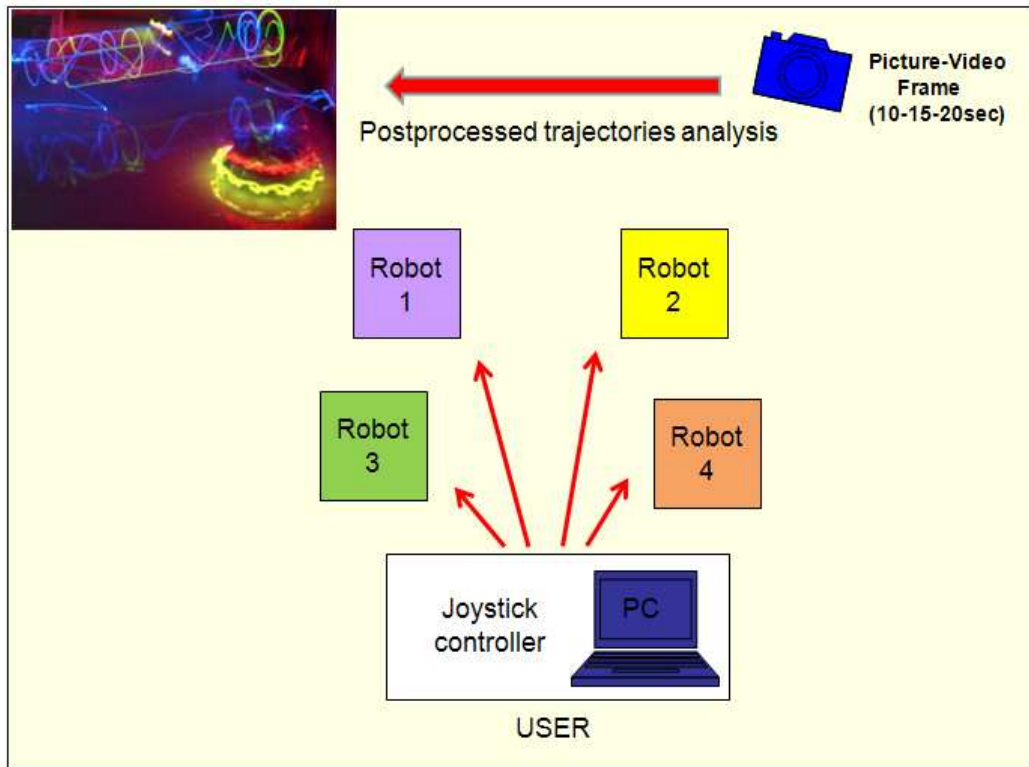 Picture-Video
Frame
(10-15-20sec)
Postprocessed trajectories analysis
Robot
1
Robot
2
Robot
3
Robot
4
Joystick
controller
PC
USER